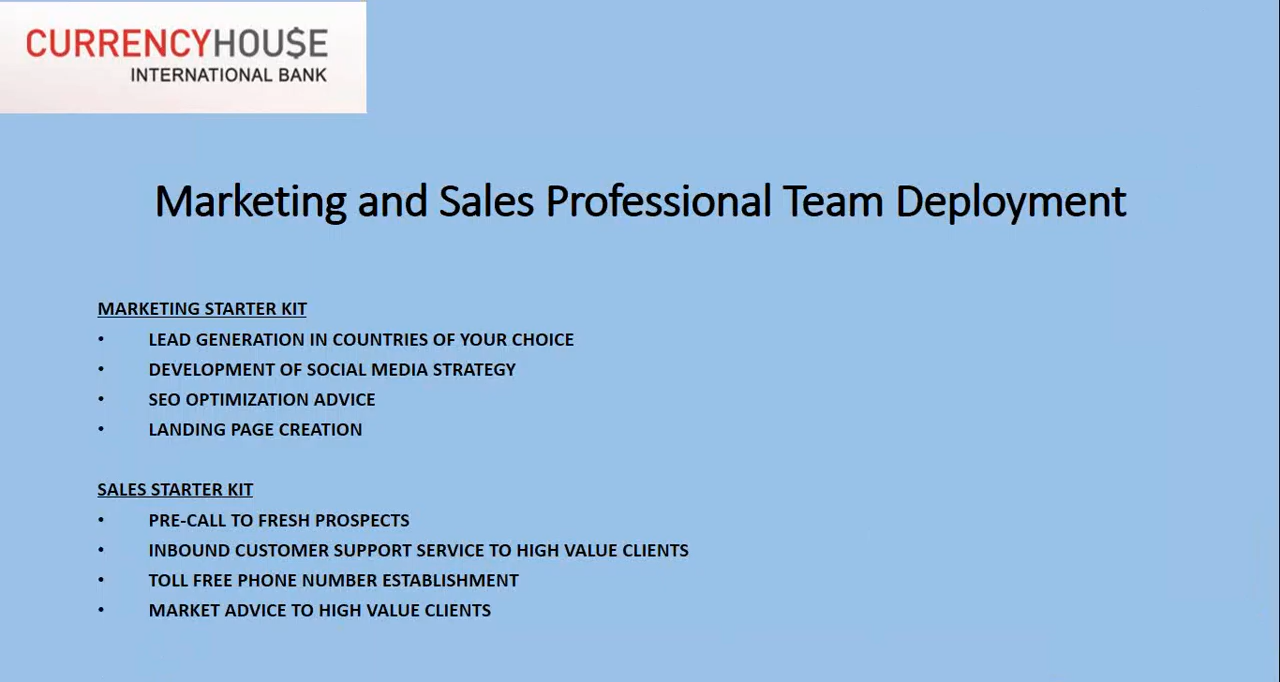 CURRENCYHOU$E
INTERNATIONAL BANK
Marketing and Sales Professional Team Deployment
MARKETING STARTER KIT
• LEAD GENERATION IN COUNTRIES OF YOUR CHOICE
• DEVELOPMENT OF SOCIAL MEDIA STRATEGY
• SEO OPTIMIZATION ADVICE
• LANDING PAGE CREATION
SALES STARTER KIT
• PRE-CALL TO FRESH PROSPECTS
• INBOUND CUSTOMER SUPPORT SERVICE TO HIGH VALUE CLIENTS
• TOLL FREE PHONE NUMBER ESTABLISHMENT
• MARKET ADVICE TO HIGH VALUE CLIENTS